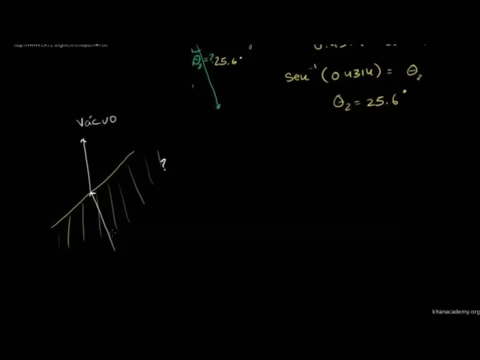 θ₂=? 25.6°
sen⁻¹(0.4314) = θ₂
θ₂ = 25.6°
Vácuo
?
khanacademy.org